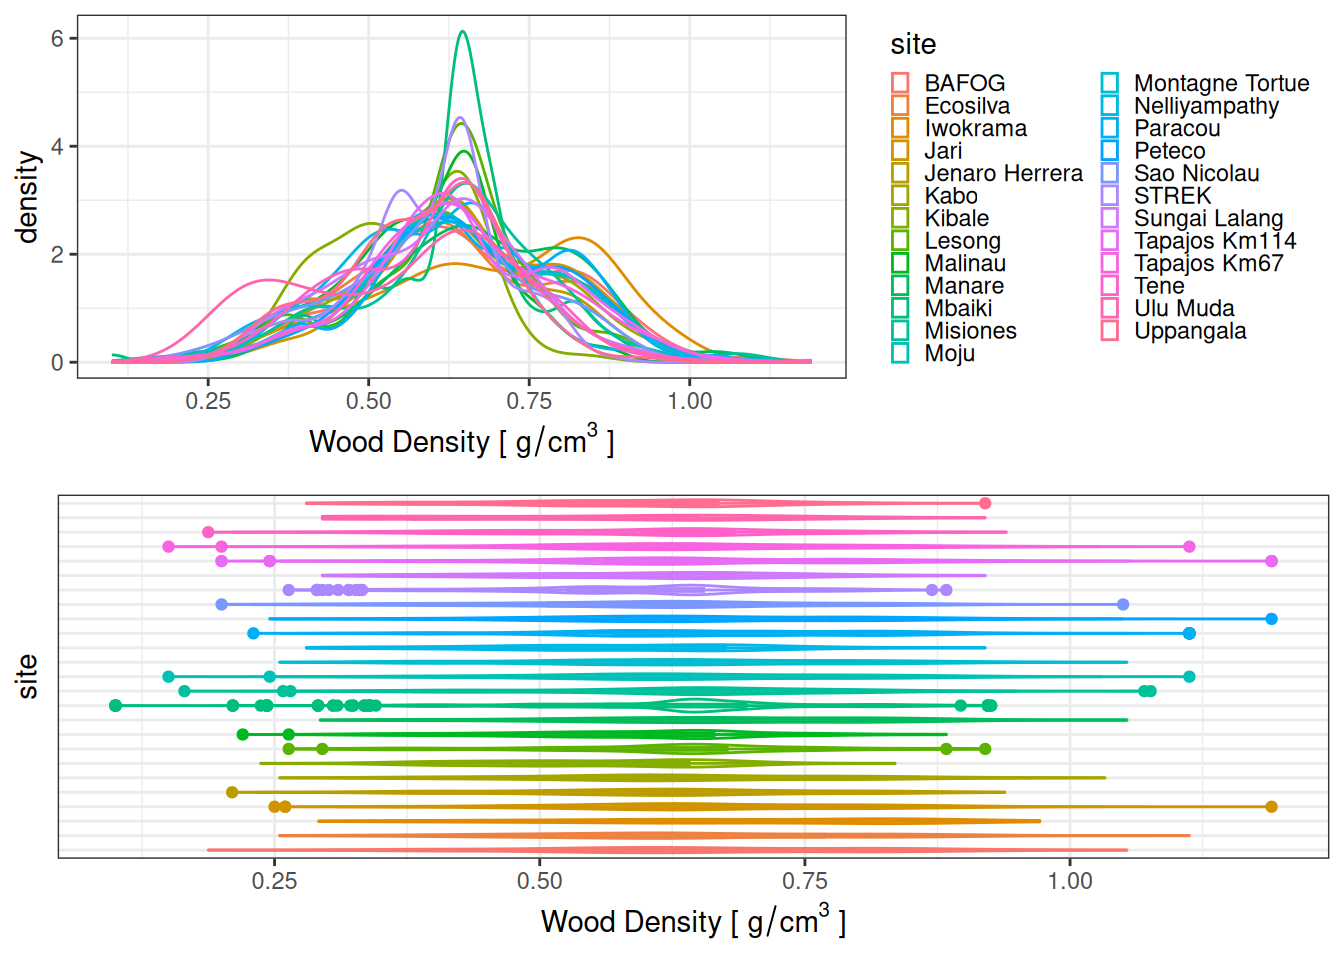 6
4
2
0
density
0.25 0.50 0.75 1.00
Wood Density [ g/cm3 ]
site
BAFOG
Ecosilva
Iwokrama
Jari
Jenaro Herrera
Kabo
Kibale
Lesong
Malinau
Manare
Mbaiki
Misiones
Moju
Montagne Tortue
Nelliyampathy
Paracou
Peteco
Sao Nicolau
STREK
Sungai Lalang
Tapajos Km114
Tapajos Km67
Tene
Ulu Muda
Uppangala
site
0.25 0.50 0.75 1.00
Wood Density [ g/cm3 ]